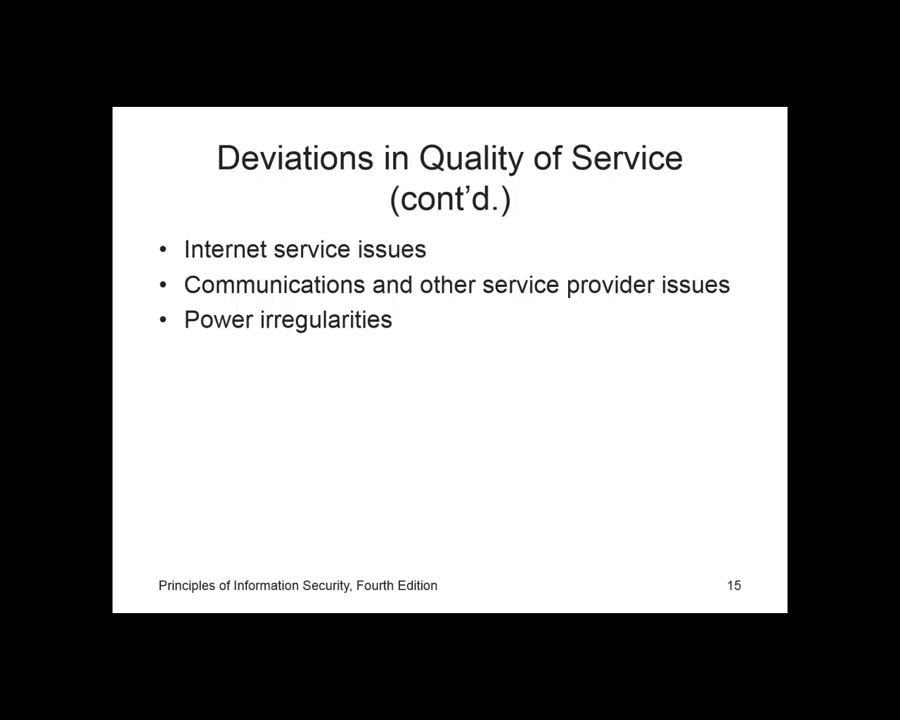 Deviations in Quality of Service
(cont’d.)
• Internet service issues
• Communications and other service provider issues
• Power irregularities
Principles of Information Security, Fourth Edition
15